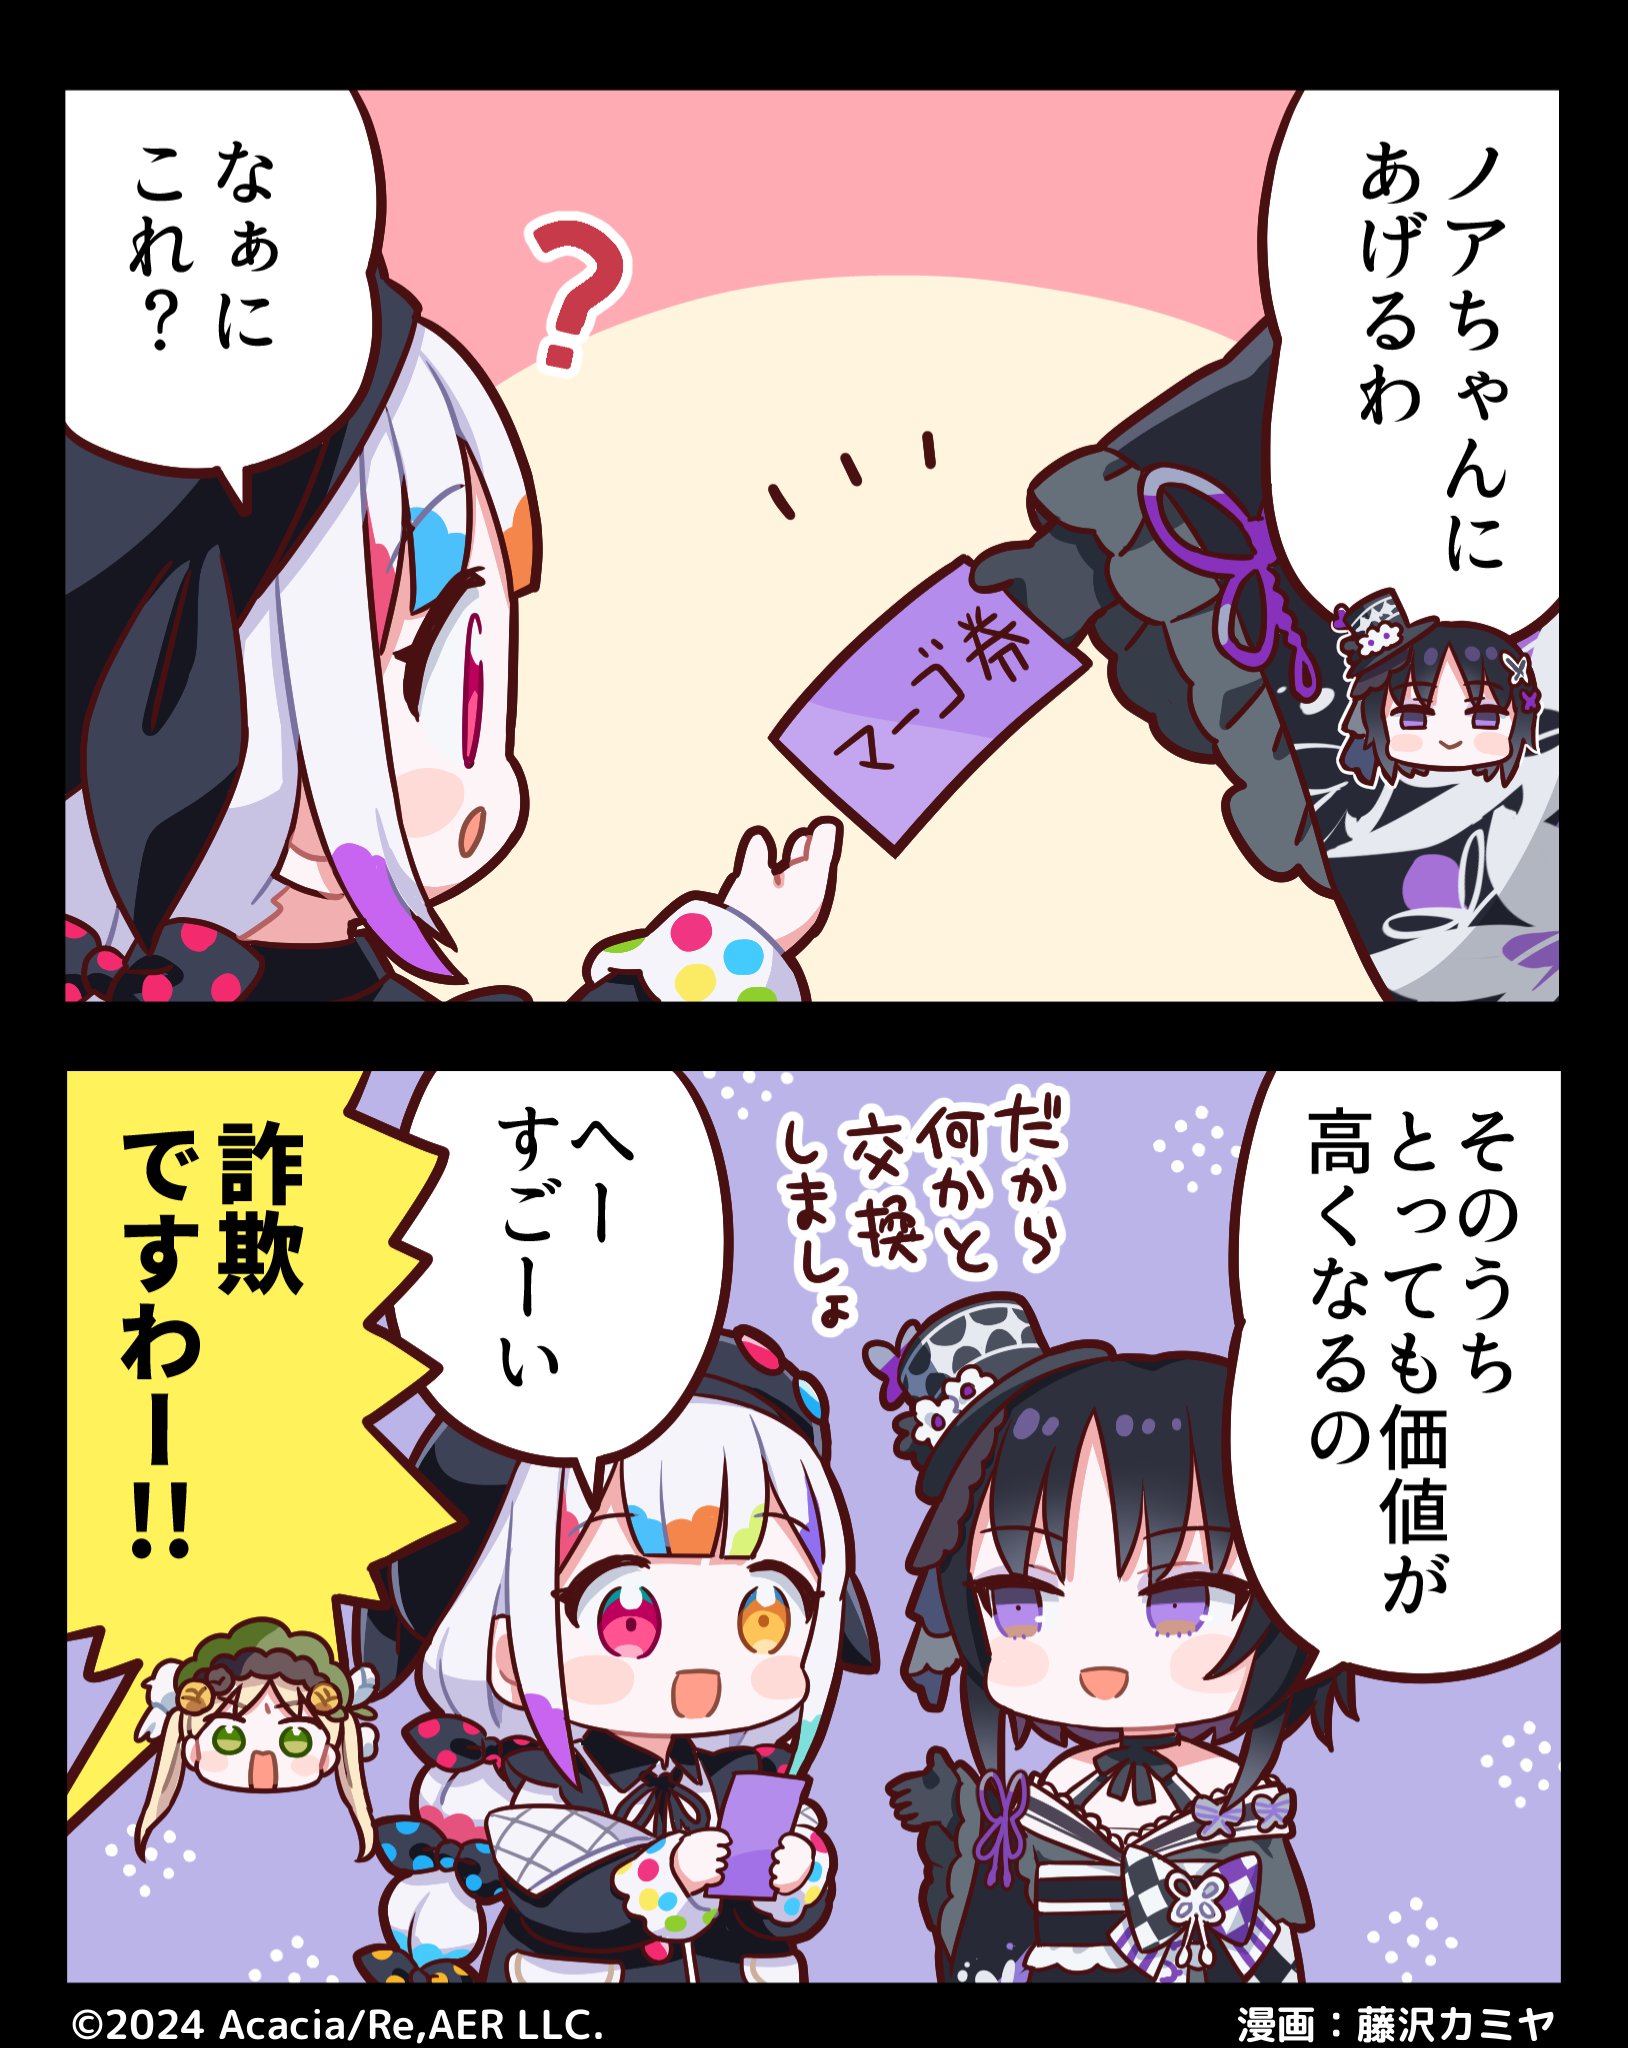 ノアちゃんに
あげるわ
マーゴ券
なぁに
これ？
？
そのうち
とっても価値が
高くなるの
だから
何かと
交換
しましょ
へー
すごーい
詐欺
ですわー!!
©2024 Acacia/Re,AER LLC.
漫画：藤沢カミヤ